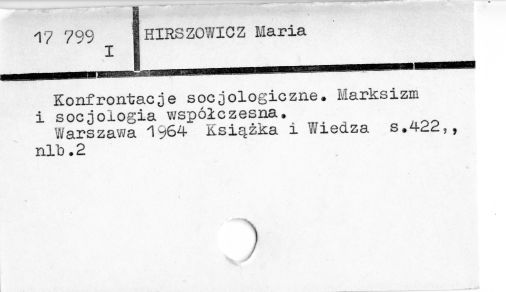 17 799
I
HIRSZOWICZ Maria
Konfrontacje socjologiczne. Marksizm
i socjologia współczesna.
Warszawa 1964 Książka i Wiedza s.422,,
nlb.2